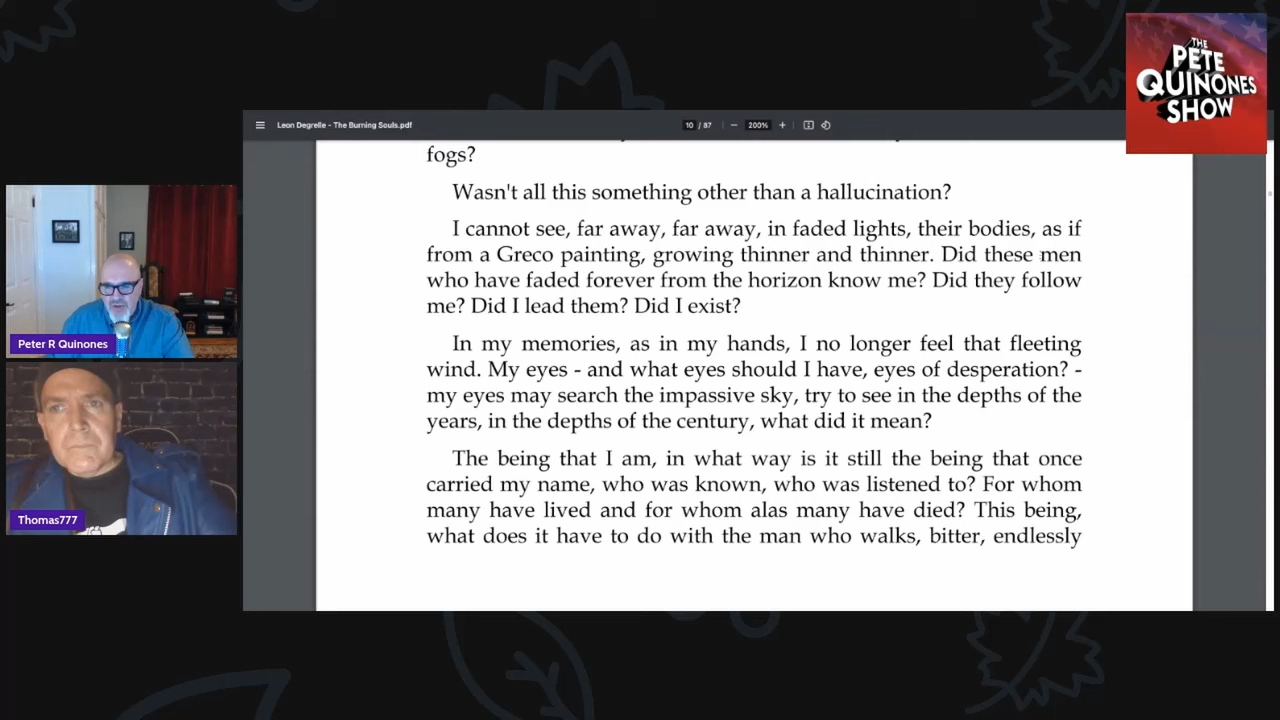 THE
PETE
QUINONES
SHOW
Leon Degrelle - The Burning Souls.pdf
10 / 87
200%
fogs?
Wasn't all this something other than a hallucination?
I cannot see, far away, far away, in faded lights, their bodies, as if
from a Greco painting, growing thinner and thinner. Did these men
who have faded forever from the horizon know me? Did they follow
me? Did I lead them? Did I exist?
In my memories, as in my hands, I no longer feel that fleeting
wind. My eyes - and what eyes should I have, eyes of desperation? -
my eyes may search the impassive sky, try to see in the depths of the
years, in the depths of the century, what did it mean?
The being that I am, in what way is it still the being that once
carried my name, who was known, who was listened to? For whom
many have lived and for whom alas many have died? This being,
what does it have to do with the man who walks, bitter, endlessly
Peter R Quinones
Thomas777